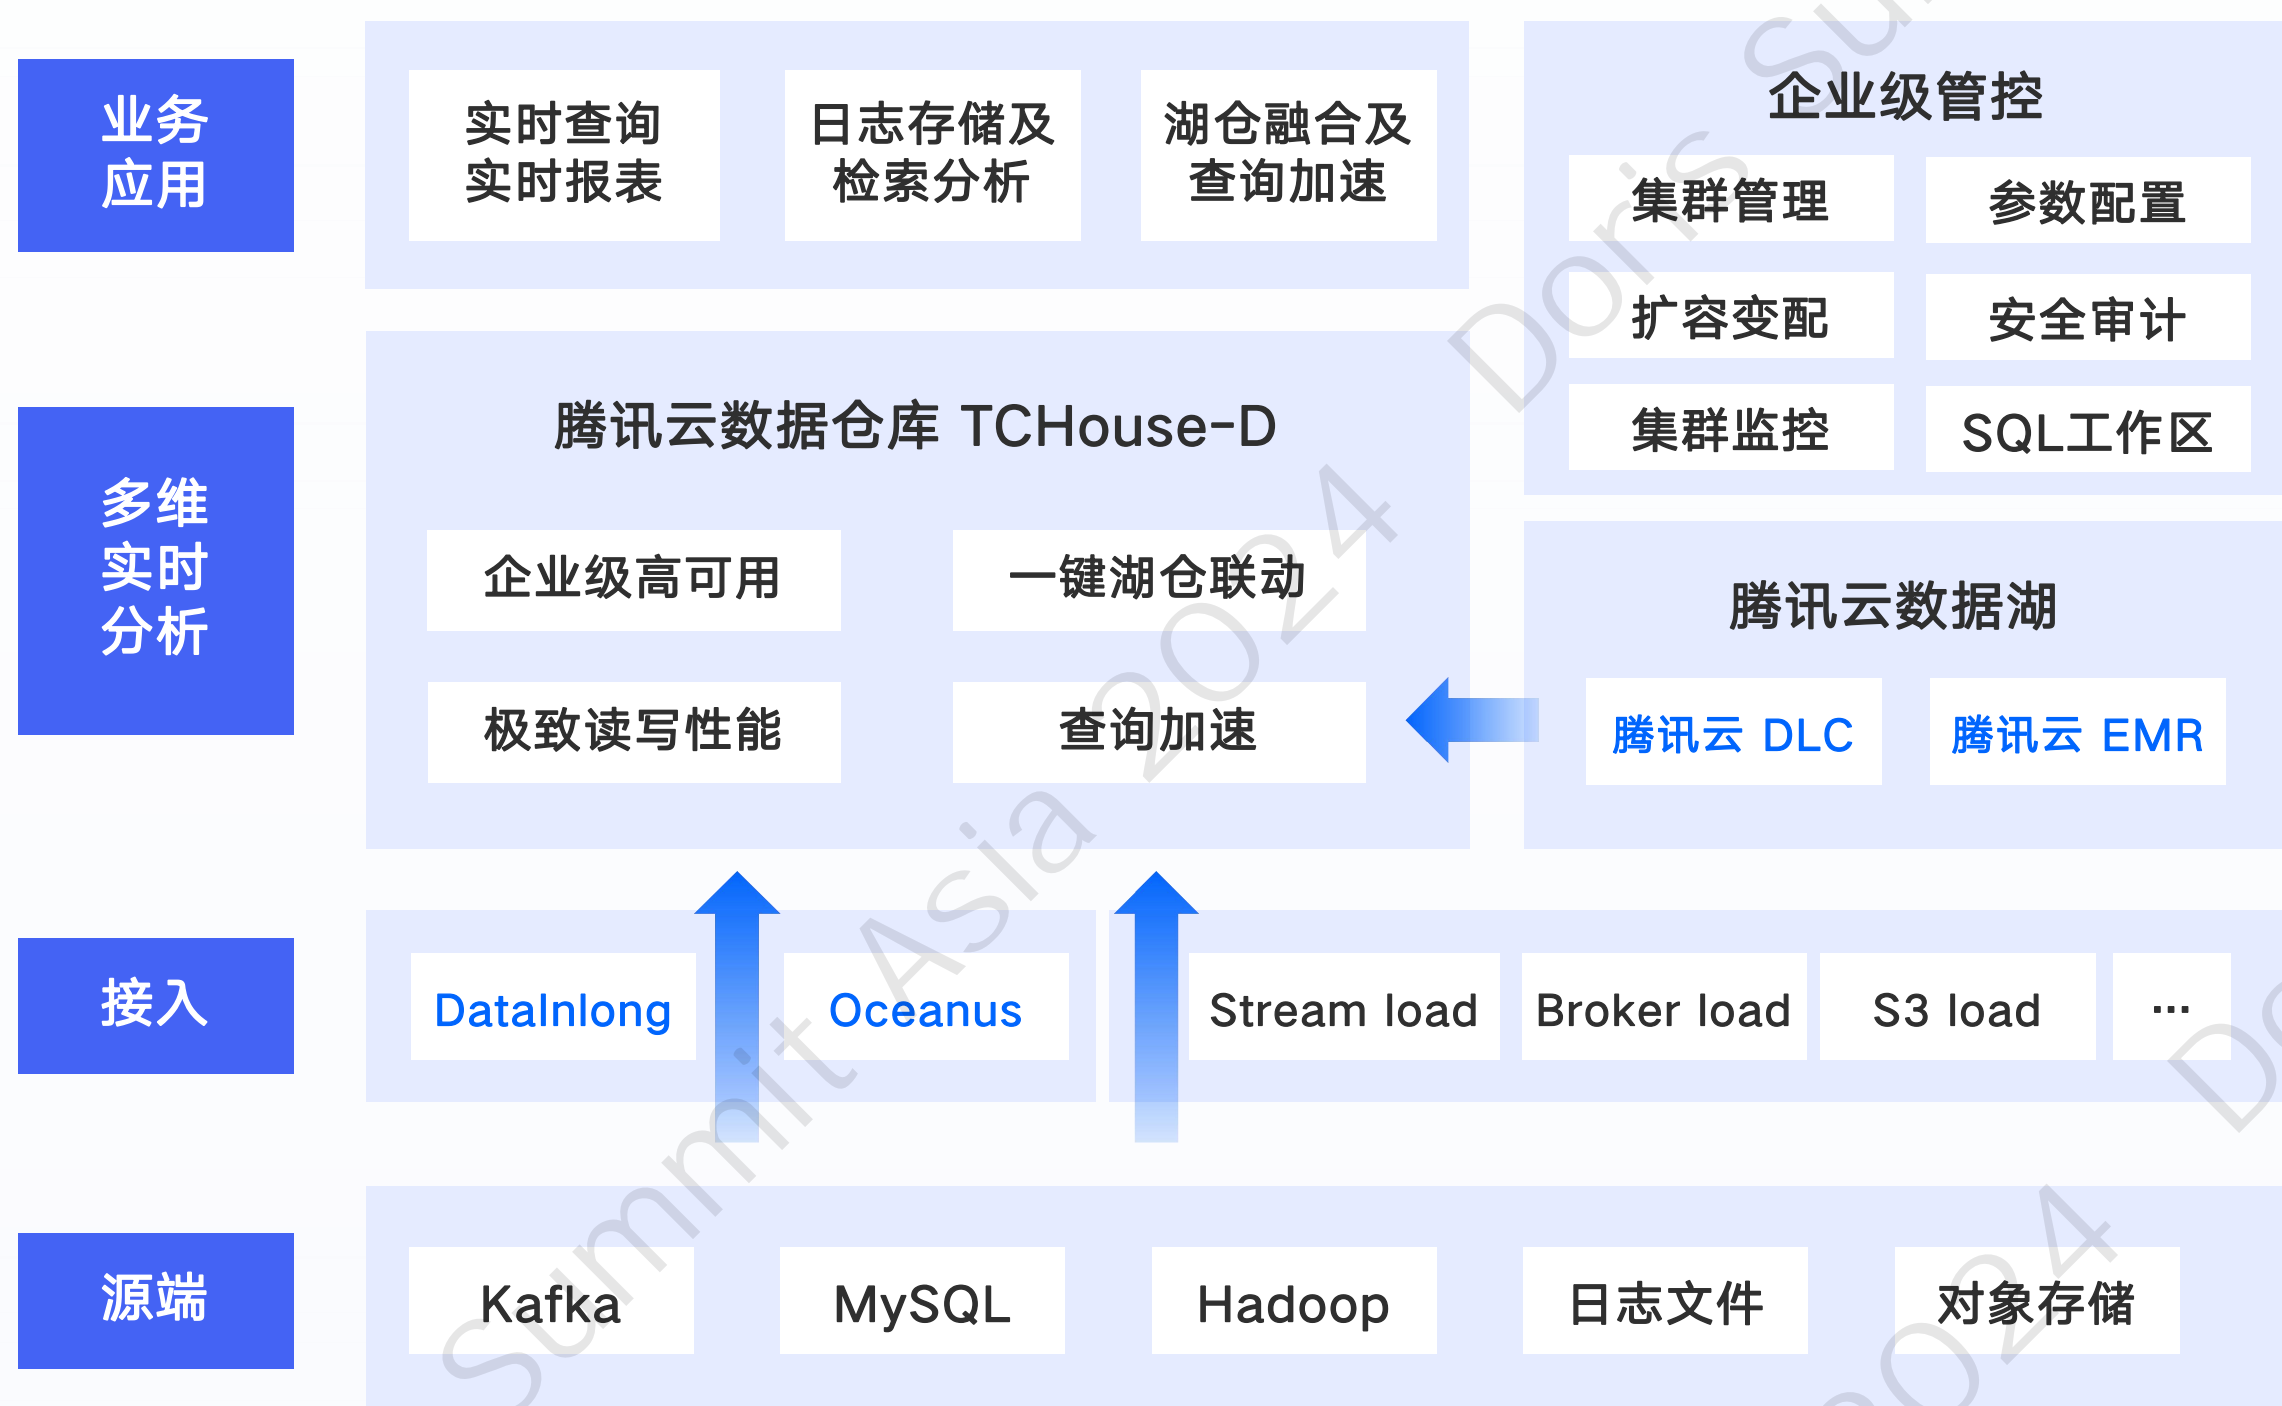 业务
应用
实时查询
实时报表
日志存储及
检索分析
湖仓融合及
查询加速
企业级管控
集群管理
参数配置
扩容变配
安全审计
集群监控
SQL工作区
多维
实时
分析
腾讯云数据仓库 TCHouse-D
企业级高可用
一键湖仓联动
极致读写性能
查询加速
腾讯云数据湖
腾讯云 DLC
腾讯云 EMR
接入
DataInlong
Oceanus
Stream load
Broker load
S3 load
...
源端
Kafka
MySQL
Hadoop
日志文件
对象存储
Summit Asia 2024 Doris Su
2024 Do